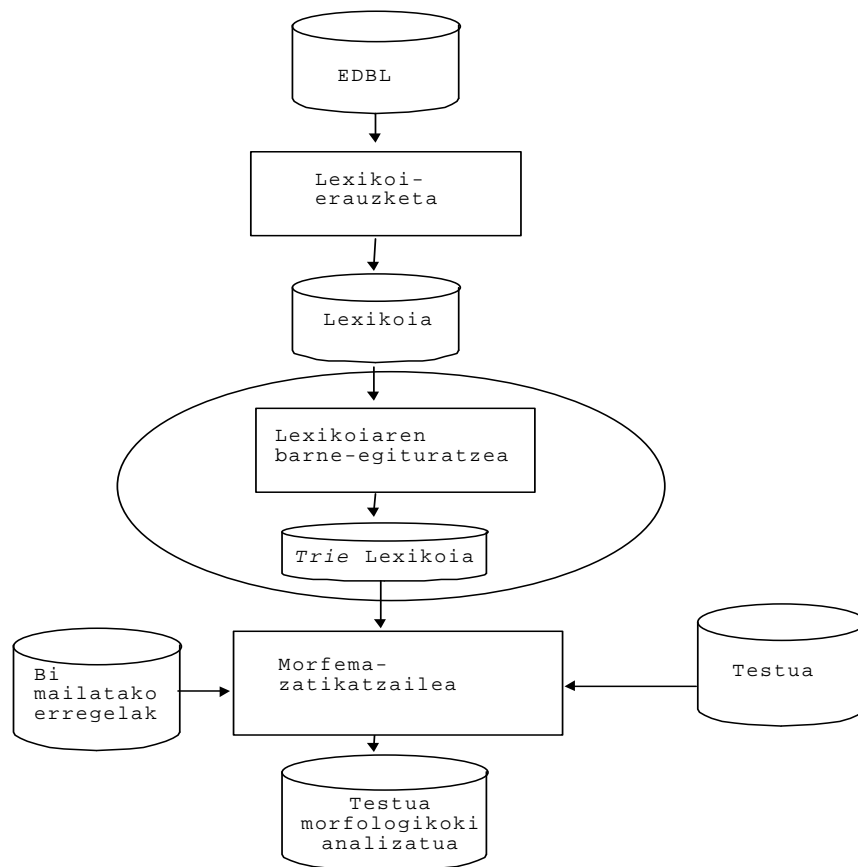 EDBL
Lexikoi-
erauzketa
Lexikoia
Lexikoiaren
barne-egituratzea
Trie Lexikoia
Bi
mailatako
erregelak
Morfema-
zatikatzailea
Testua
Testua
morfologikoki
analizatua